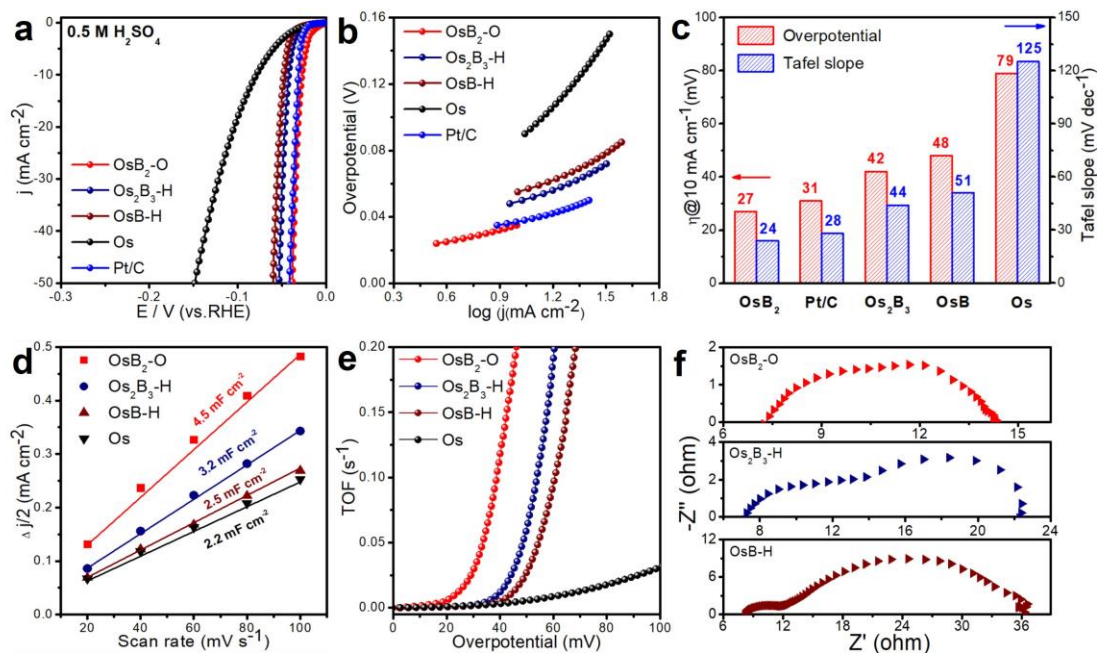 a
0.5 M H₂SO₄
j (mA cm⁻²)
0
-10
-20
-30
-40
-50
OsB₂-O
Os₂B₃-H
OsB-H
Os
Pt/C
-0.3
-0.2
-0.1
0.0
E / V (vs.RHE)
b
Overpotential (V)
0.16
0.12
0.08
0.04
0.00
OsB₂-O
Os₂B₃-H
OsB-H
Os
Pt/C
0.3
0.6
0.9
1.2
1.5
1.8
log (j(mA cm⁻²)
c
η@10 mA cm⁻¹(mV)
100
80
60
40
20
0
Overpotential
Tafel slope
27
24
31
28
42
44
48
51
79
125
OsB₂
Pt/C
Os₂B₃
OsB
Os
150
120
90
60
30
0
Tafel slope (mV dec⁻¹)
d
Δ j/2 (mA cm⁻²)
0.5
0.4
0.3
0.2
0.1
0.0
OsB₂-O
Os₂B₃-H
OsB-H
Os
4.5 mF cm⁻²
3.2 mF cm⁻²
2.5 mF cm⁻²
2.2 mF cm⁻²
20
40
60
80
100
Scan rate (mV s⁻¹)
e
TOF (s⁻¹)
0.20
0.15
0.10
0.05
0.00
OsB₂-O
Os₂B₃-H
OsB-H
Os
0
20
40
60
80
100
Overpotential (mV)
f
-Z'' (ohm)
OsB₂-O
2
1
0
6
9
12
15
Os₂B₃-H
4
2
0
8
12
16
20
24
OsB-H
12
9
6
3
0
6
12
18
24
30
36
Z' (ohm)